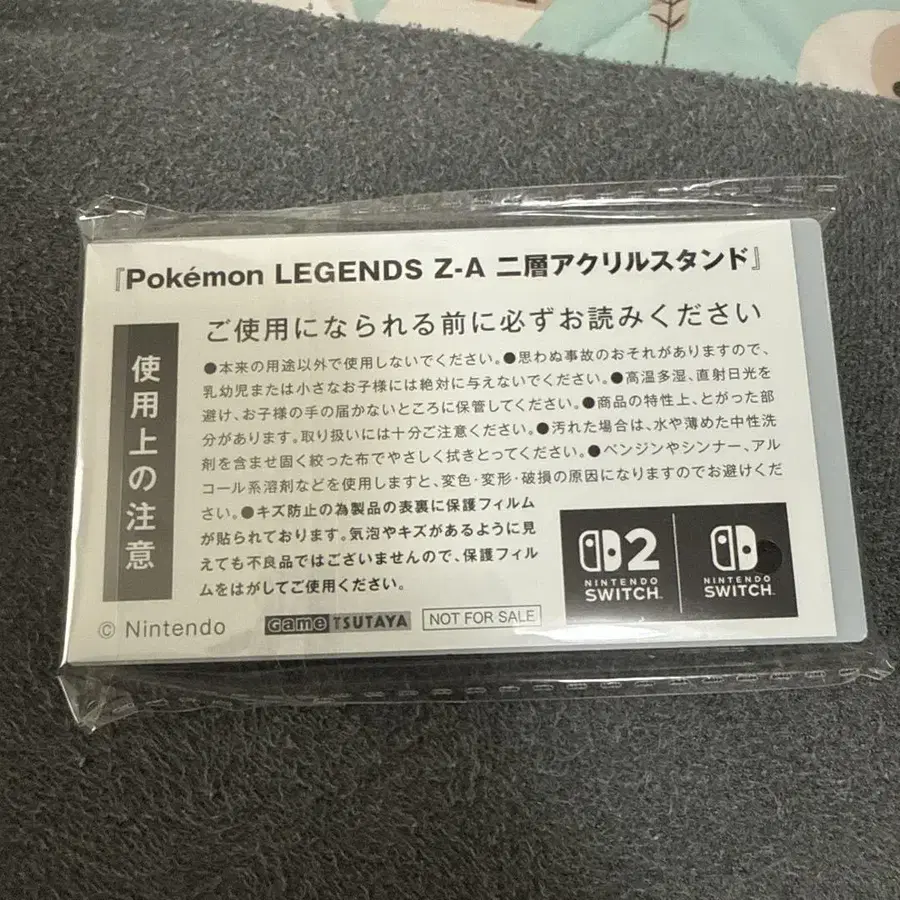 『Pokémon LEGENDS Z-A 二層アクリルスタンド』
使用上の注意
ご使用になられる前に必ずお読みください
●本来の用途以外で使用しないでください。●思わぬ事故のおそれがありますので、
乳幼児または小さなお子様には絶対に与えないでください。●高温多湿、直射日光を
避け、お子様の手の届かないところに保管してください。●商品の特性上、とがった部
分があります。取り扱いには十分ご注意ください。●汚れた場合は、水や薄めた中性洗
剤を含ませ固く絞った布でやさしく拭きとってください。●ベンジンやシンナー、アル
コール系溶剤などを使用しますと、変色・変形・破損の原因になりますのでお避けくだ
さい。●キズ防止の為製品の表裏に保護フィルム
が貼られております。気泡やキズがあるように見
えても不良品ではございませんので、保護フィル
ムをはがしてご使用ください。
2
NINTENDO
SWITCH™
NINTENDO
SWITCH™
© Nintendo
Game TSUTAYA
NOT FOR SALE